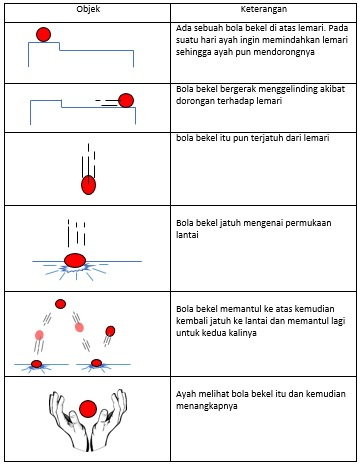 Objek
Keterangan
Ada sebuah bola bekel di atas lemari. Pada
suatu hari ayah ingin memindahkan lemari
sehingga ayah pun mendorongnya
Bola bekel bergerak menggelinding akibat
dorongan terhadap lemari
bola bekel itu pun terjatuh dari lemari
Bola bekel jatuh mengenai permukaan
lantai
Bola bekel memantul ke atas kemudian
kembali jatuh ke lantai dan memantul lagi
untuk kedua kalinya
Ayah melihat bola bekel itu dan kemudian
menangkapnya